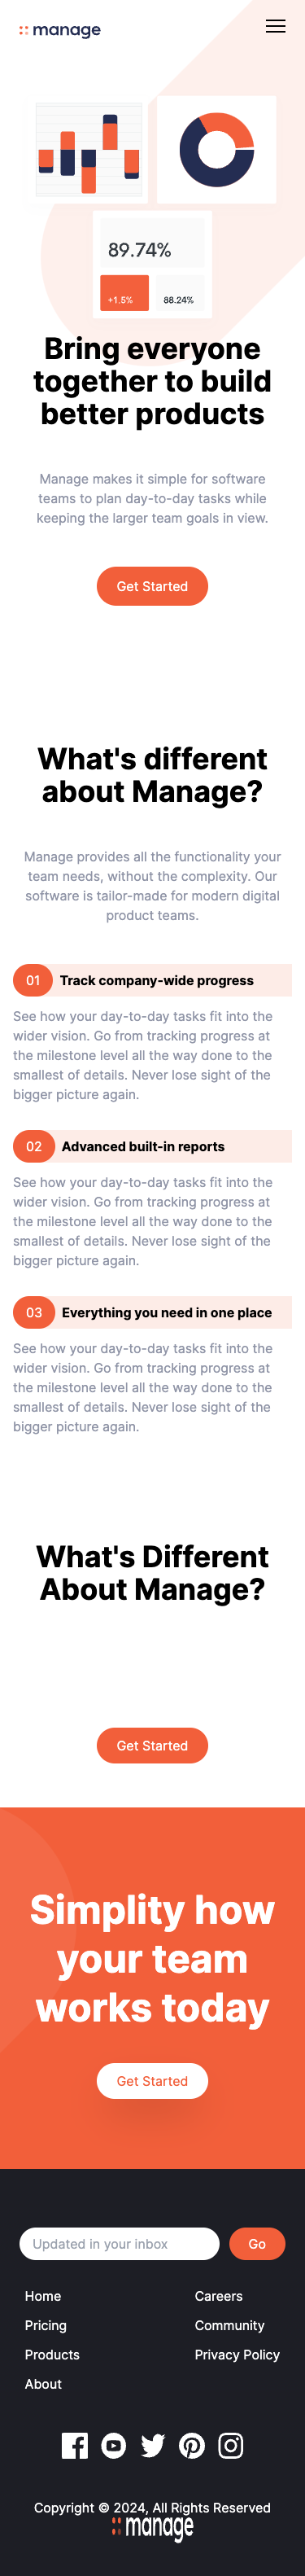 manage
89.74%
+1.5%
88.24%
Bring everyone
together to build
better products
Manage makes it simple for software
teams to plan day-to-day tasks while
keeping the larger team goals in view.
Get Started
What's different
about Manage?
Manage provides all the functionality your
team needs, without the complexity. Our
software is tailor-made for modern digital
product teams.
01 Track company-wide progress
See how your day-to-day tasks fit into the
wider vision. Go from tracking progress at
the milestone level all the way done to the
smallest of details. Never lose sight of the
bigger picture again.
02 Advanced built-in reports
See how your day-to-day tasks fit into the
wider vision. Go from tracking progress at
the milestone level all the way done to the
smallest of details. Never lose sight of the
bigger picture again.
03 Everything you need in one place
See how your day-to-day tasks fit into the
wider vision. Go from tracking progress at
the milestone level all the way done to the
smallest of details. Never lose sight of the
bigger picture again.
What's Different
About Manage?
Get Started
Simplity how
your team
works today
Get Started
Updated in your inbox Go
Home
Pricing
Products
About
Careers
Community
Privacy Policy
Copyright © 2024, All Rights Reserved
manage